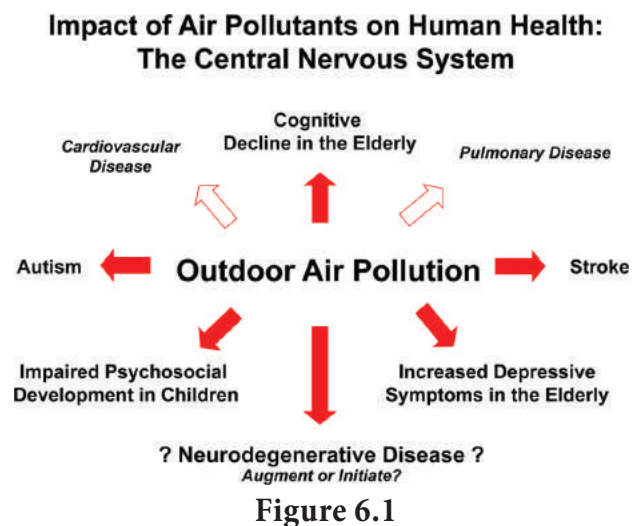 Impact of Air Pollutants on Human Health:
The Central Nervous System
Cognitive
Decline in the Elderly
Cardiovascular
Disease
Pulmonary Disease
Autism
Outdoor Air Pollution
Stroke
Impaired Psychosocial
Development in Children
Increased Depressive
Symptoms in the Elderly
? Neurodegenerative Disease ?
Augment or Initiate?
Figure 6.1